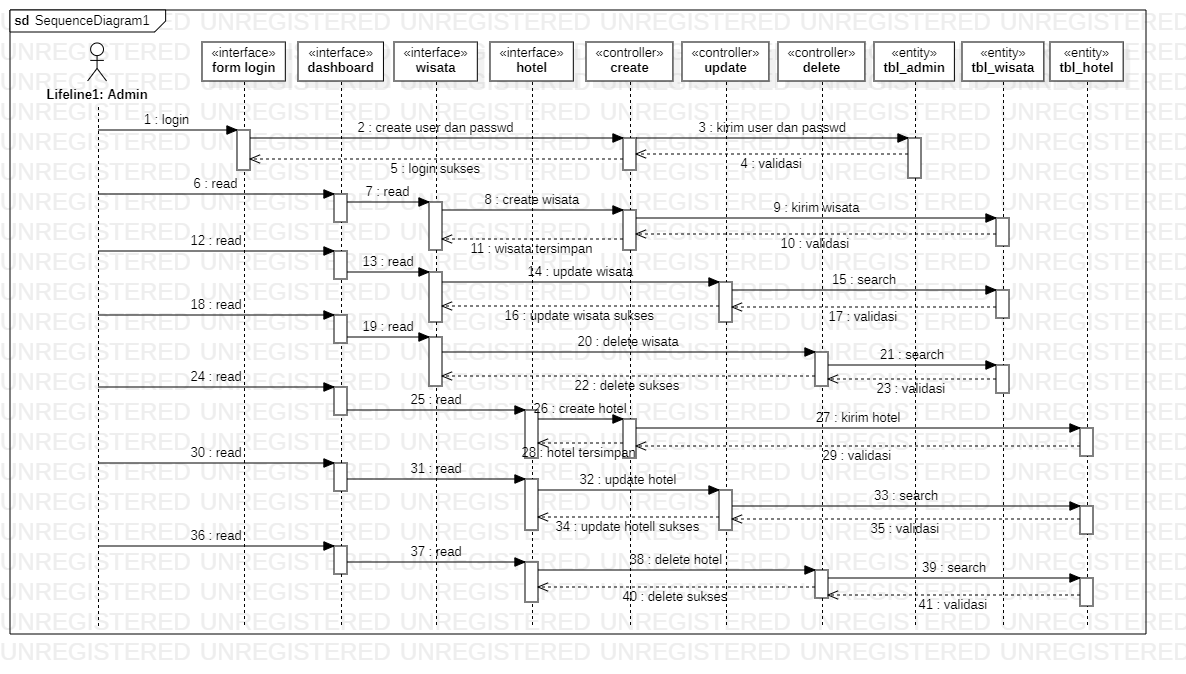 sd SequenceDiagram1
«interface» form login
«interface» dashboard
«interface» wisata
«interface» hotel
«controller» create
«controller» update
«controller» delete
«entity» tbl_admin
«entity» tbl_wisata
«entity» tbl_hotel
Lifeline1: Admin
1 : login
2 : create user dan passwd
3 : kirim user dan passwd
4 : validasi
5 : login sukses
6 : read
7 : read
8 : create wisata
9 : kirim wisata
10 : validasi
11 : wisata tersimpan
12 : read
13 : read
14 : update wisata
15 : search
16 : update wisata sukses
17 : validasi
18 : read
19 : read
20 : delete wisata
21 : search
22 : delete sukses
23 : validasi
24 : read
25 : read
26 : create hotel
27 : kirim hotel
28 : hotel tersimpan
29 : validasi
30 : read
31 : read
32 : update hotel
33 : search
34 : update hotell sukses
35 : validasi
36 : read
37 : read
38 : delete hotel
39 : search
40 : delete sukses
41 : validasi
UNREGISTERED